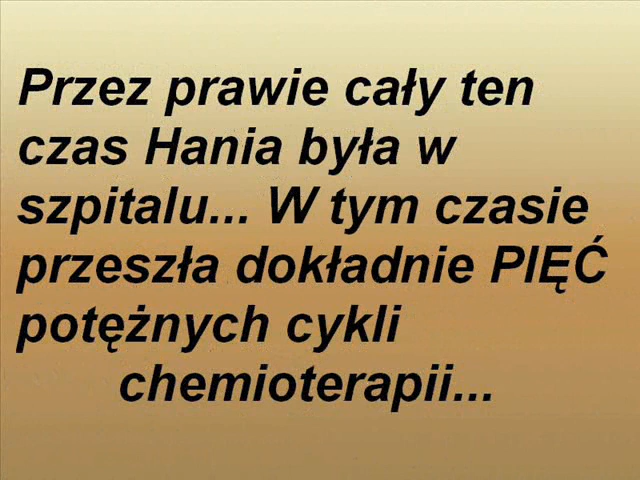 Przez prawie cały ten
czas Hania była w
szpitalu... W tym czasie
przeszła dokładnie PIĘĆ
potężnych cykli
chemioterapii...